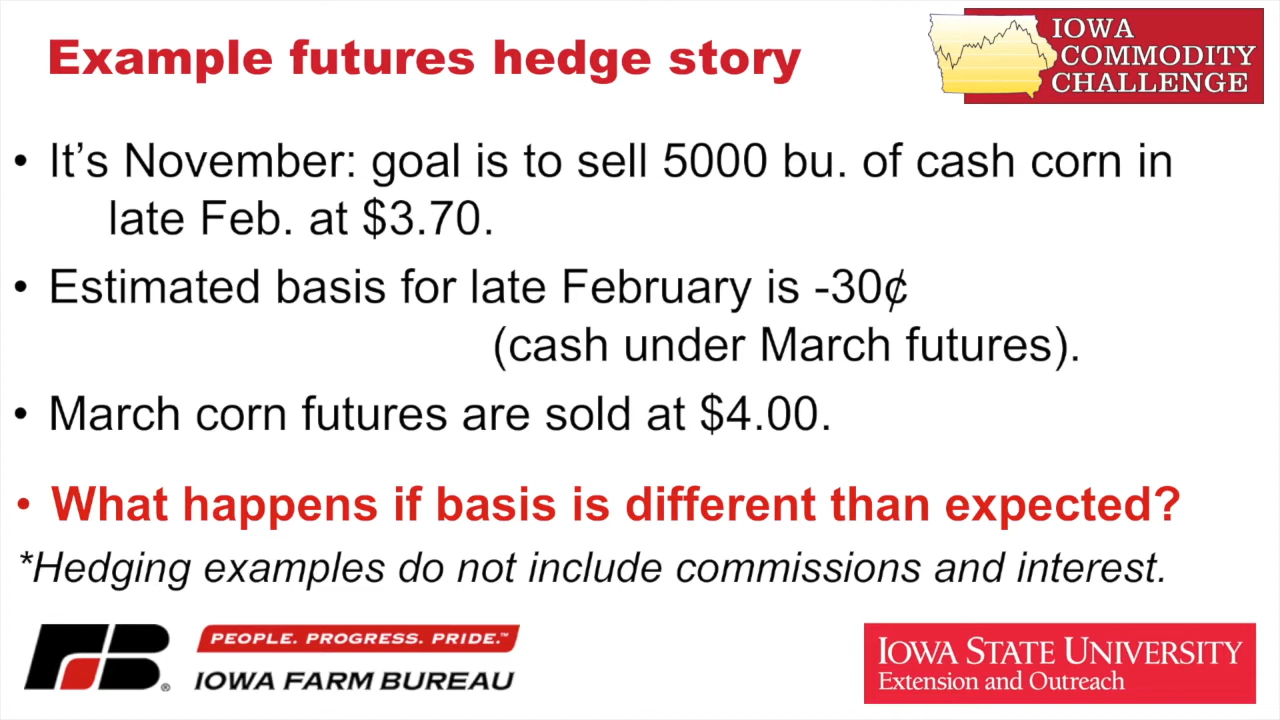 Example futures hedge story
IOWA
COMMODITY
CHALLENGE
• It’s November: goal is to sell 5000 bu. of cash corn in
late Feb. at $3.70.
• Estimated basis for late February is -30¢
(cash under March futures).
• March corn futures are sold at $4.00.
• What happens if basis is different than expected?
*Hedging examples do not include commissions and interest.
FB®
PEOPLE. PROGRESS. PRIDE.™
IOWA FARM BUREAU
IOWA STATE UNIVERSITY
Extension and Outreach